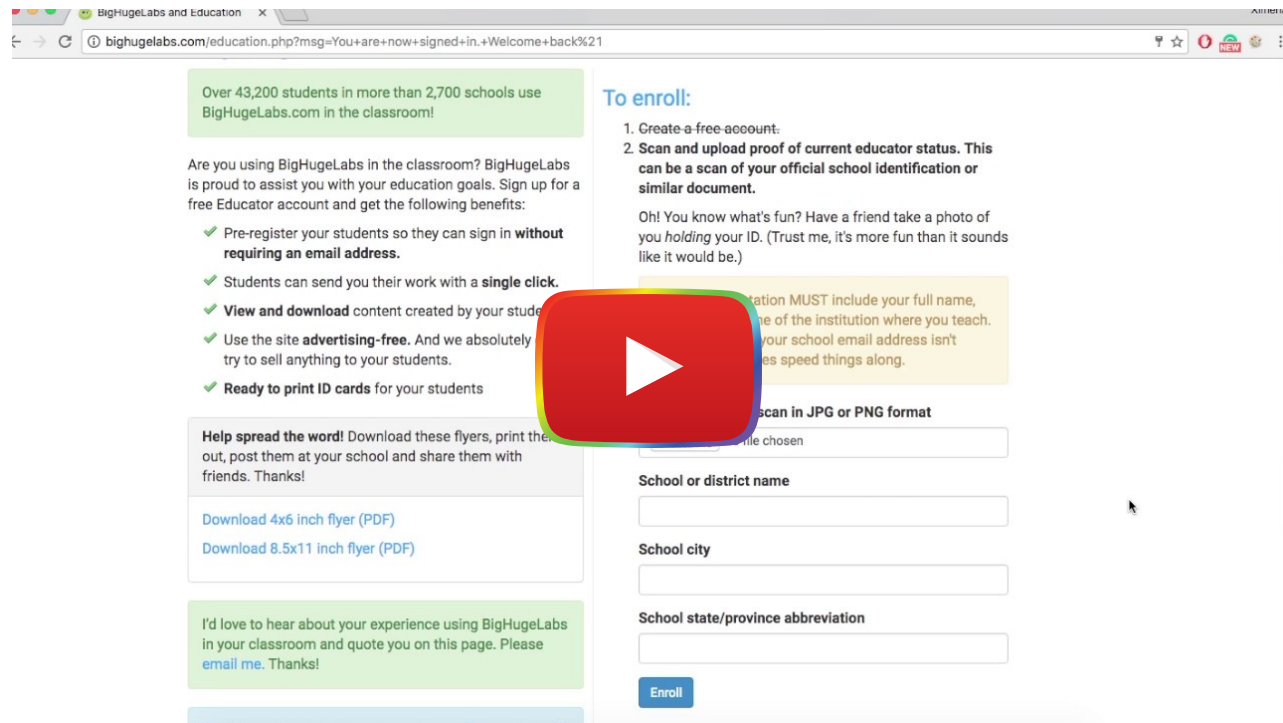 BigHugeLabs and Education
Ximena
bighugelabs.com/education.php?msg=You+are+now+signed+in.+Welcome+back%21
NEW
Over 43,200 students in more than 2,700 schools use
BigHugeLabs.com in the classroom!
Are you using BigHugeLabs in the classroom? BigHugeLabs
is proud to assist you with your education goals. Sign up for a
free Educator account and get the following benefits:
Pre-register your students so they can sign in without
requiring an email address.
Students can send you their work with a single click.
View and download content created by your stude
Use the site advertising-free. And we absolutely
try to sell anything to your students.
Ready to print ID cards for your students
Help spread the word! Download these flyers, print the
out, post them at your school and share them with
friends. Thanks!
Download 4x6 inch flyer (PDF)
Download 8.5x11 inch flyer (PDF)
I'd love to hear about your experience using BigHugeLabs
in your classroom and quote you on this page. Please
email me. Thanks!
To enroll:
1. Create a free account.
2. Scan and upload proof of current educator status. This
can be a scan of your official school identification or
similar document.
Oh! You know what's fun? Have a friend take a photo of
you holding your ID. (Trust me, it's more fun than it sounds
like it would be.)
tation MUST include your full name,
e of the institution where you teach.
your school email address isn't
es speed things along.
scan in JPG or PNG format
file chosen
School or district name
School city
School state/province abbreviation
Enroll